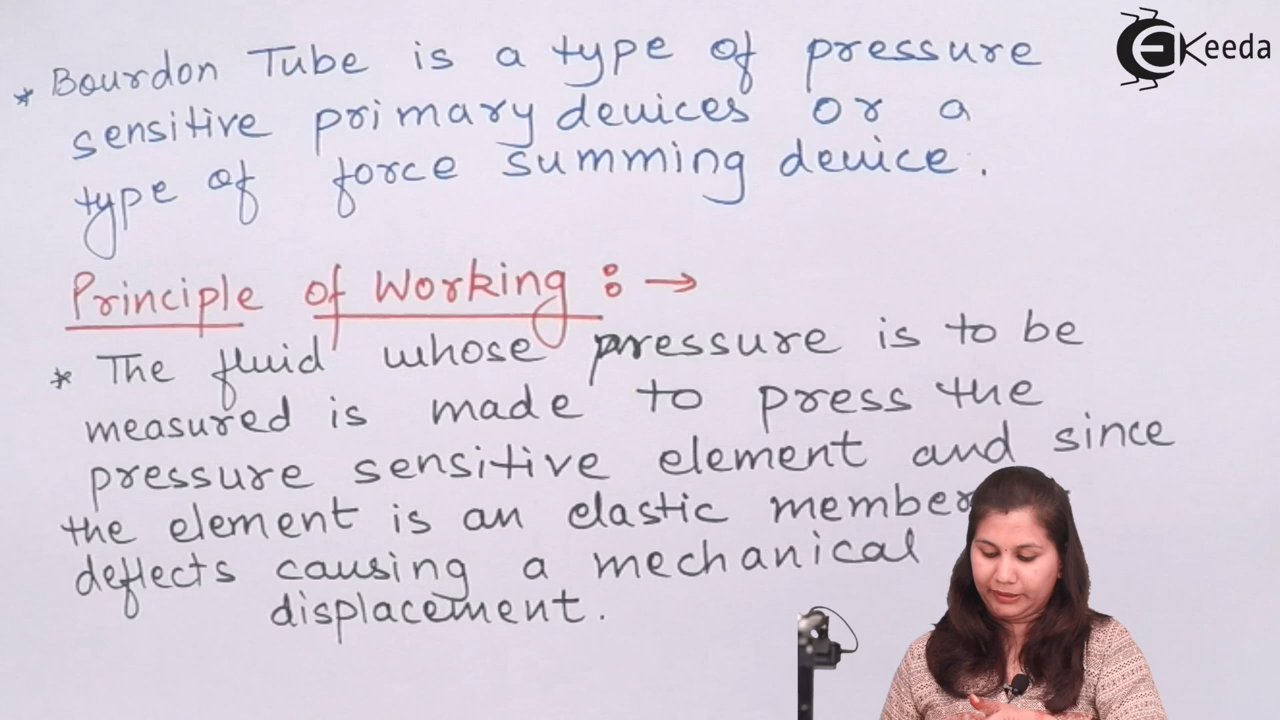 EKeeda
* Bourdon Tube is a type of pressure
sensitive primary devices or a
type of force summing device.
Principle of Working : →
* The fluid whose pressure is to be
measured is made to press the
pressure sensitive element and since
the element is an elastic member
deflects causing a mechanical
displacement.